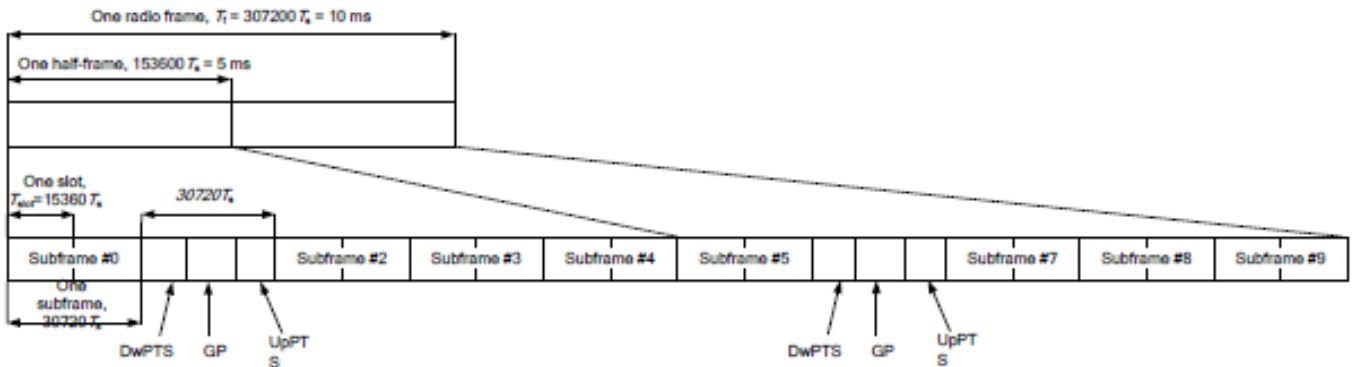 One radio frame, Tf = 307200 Ts = 10 ms
One half-frame, 153600 Ts = 5 ms
One slot,
Tslot=15360 Ts
30720Ts
Subframe #0
Subframe #2
Subframe #3
Subframe #4
Subframe #5
Subframe #7
Subframe #8
Subframe #9
One
subframe,
30720 Ts
DwPTS
GP
UpPT
S
DwPTS
GP
UpPT
S